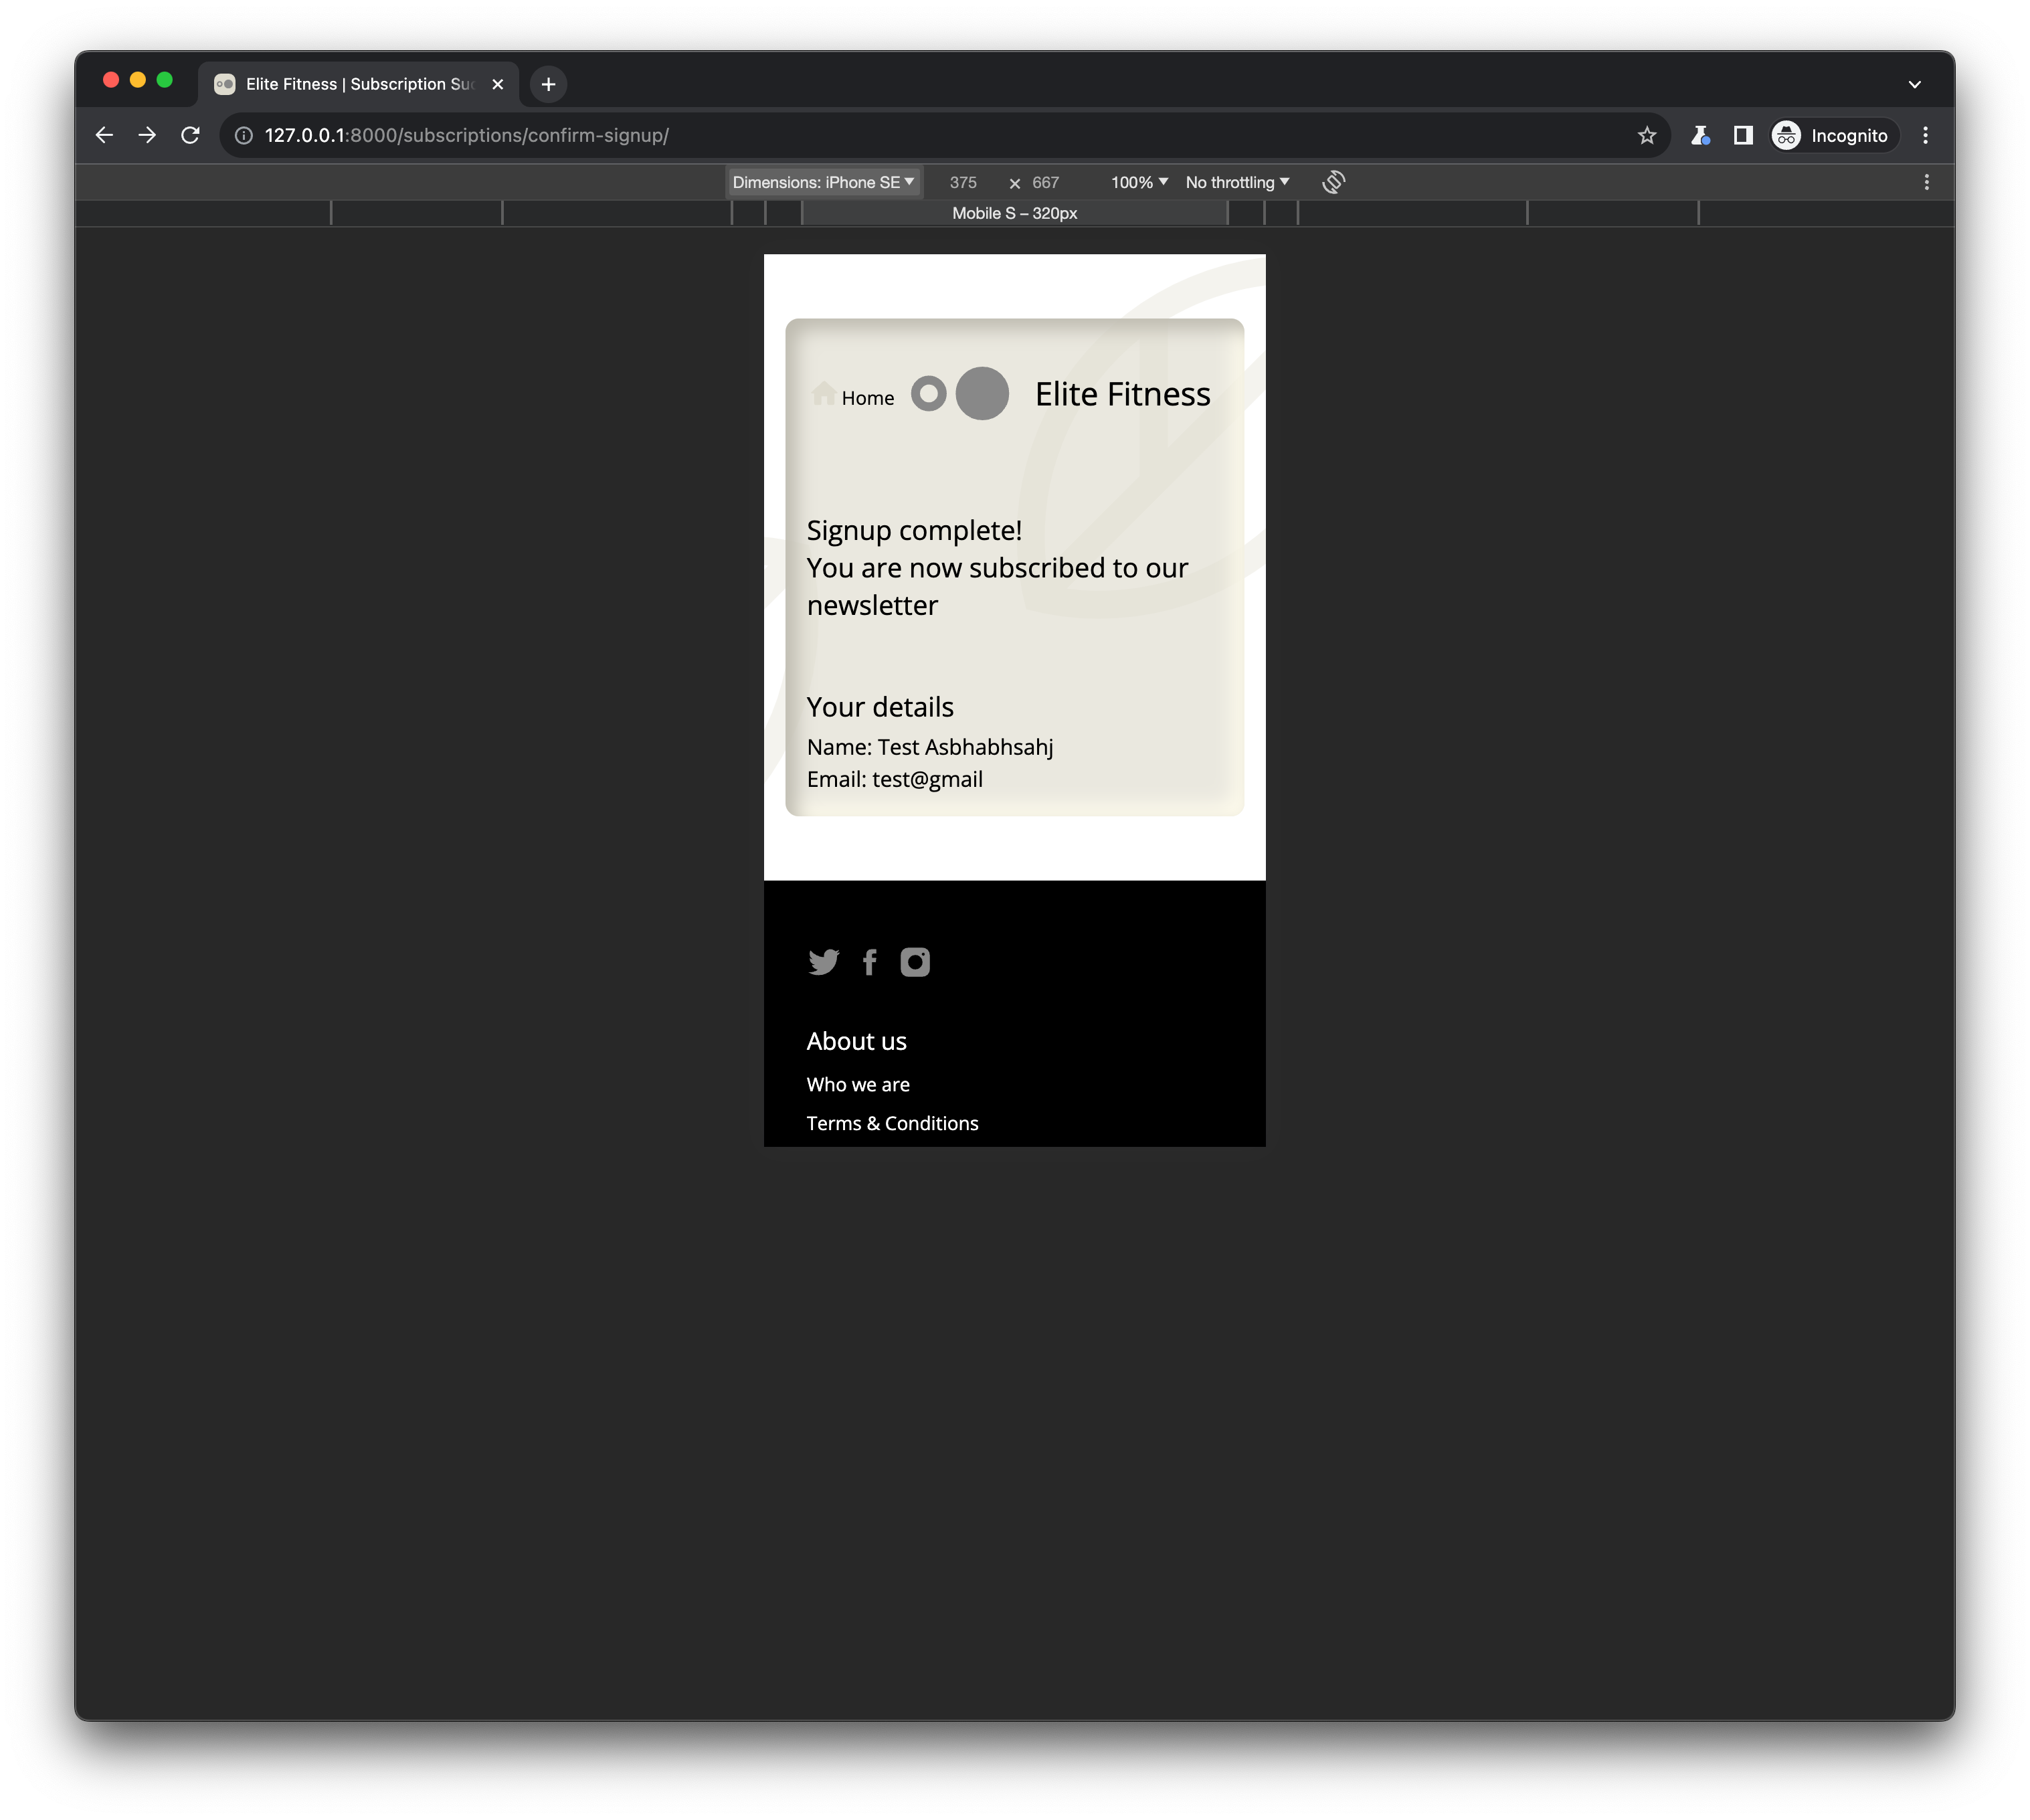 Elite Fitness | Subscription Suc
127.0.0.1:8000/subscriptions/confirm-signup/
Incognito
Dimensions: iPhone SE 375 × 667 100% No throttling
Mobile S – 320px
Home Elite Fitness
Signup complete!
You are now subscribed to our
newsletter
Your details
Name: Test Asbhabhsahj
Email: test@gmail
About us
Who we are
Terms & Conditions